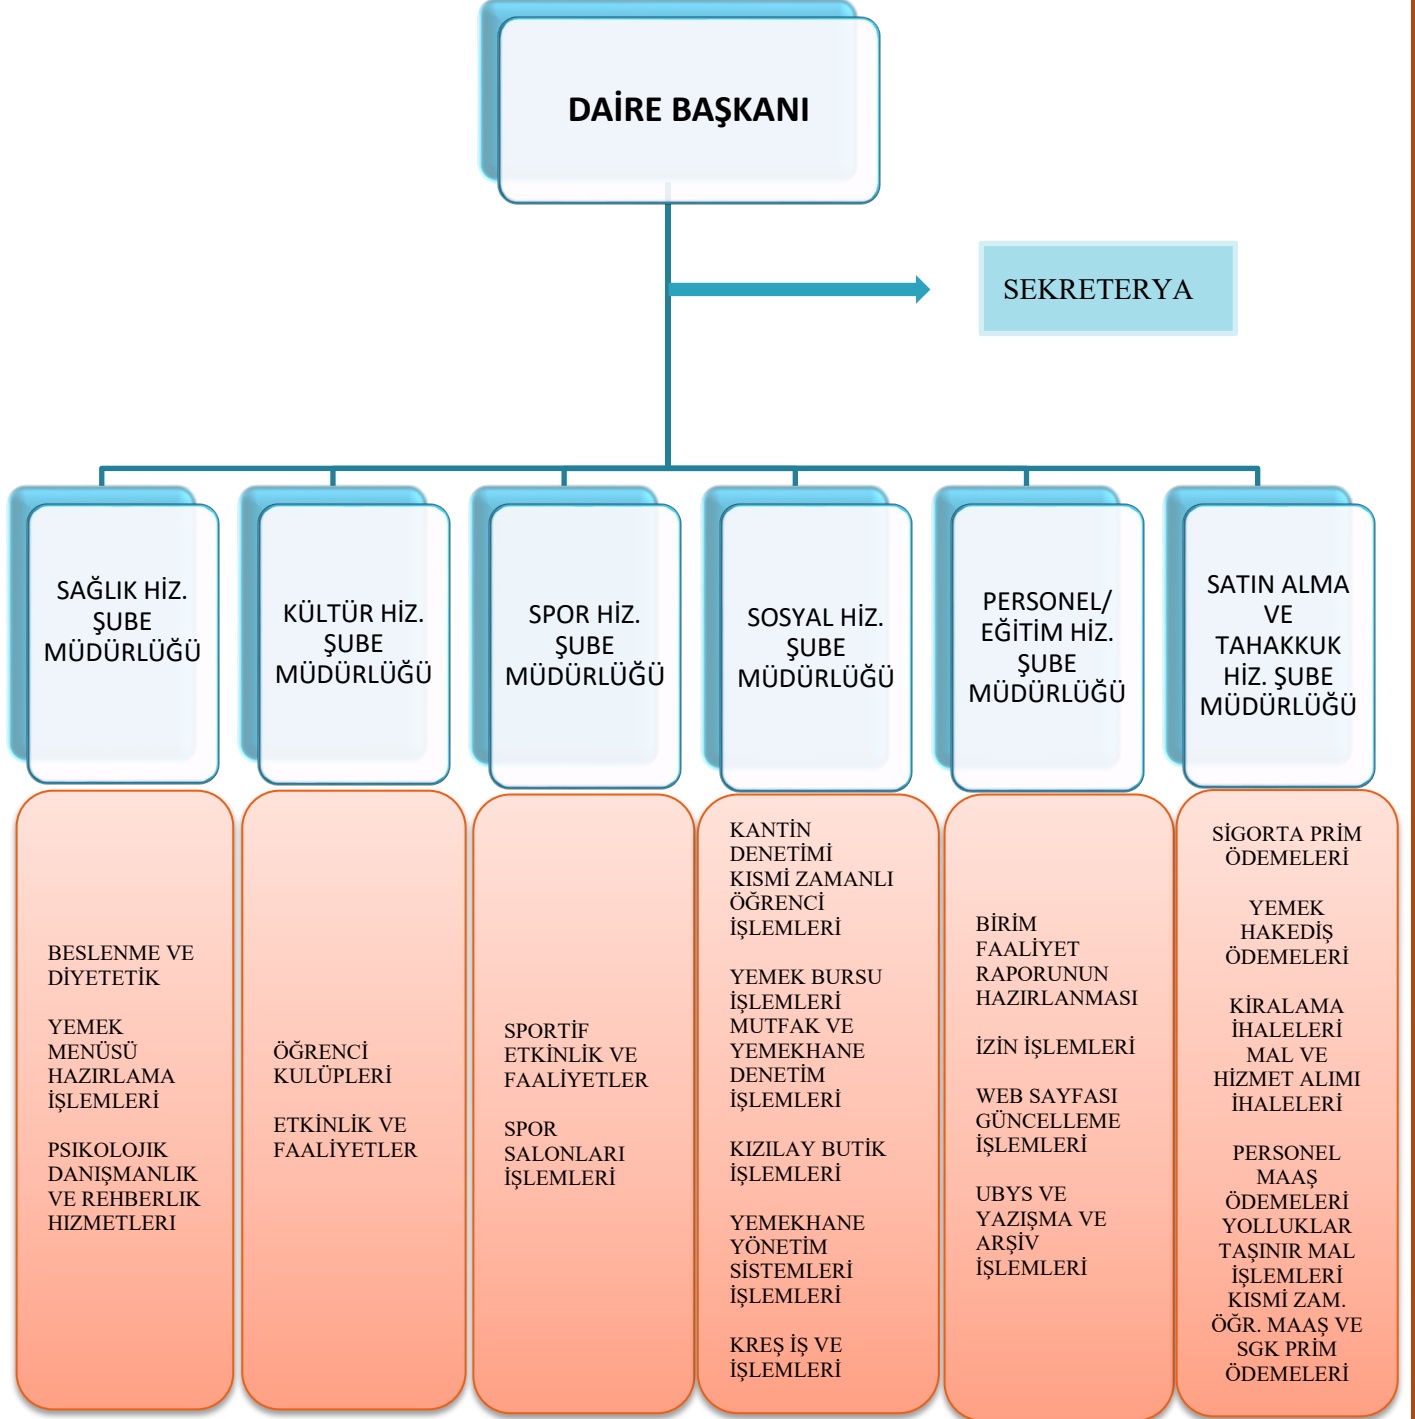 DAİRE BAŞKANI
SEKRETERYA
SAĞLIK HİZ.
ŞUBE
MÜDÜRLÜĞÜ
KÜLTÜR HİZ.
ŞUBE
MÜDÜRLÜĞÜ
SPOR HİZ.
ŞUBE
MÜDÜRLÜĞÜ
SOSYAL HİZ.
ŞUBE
MÜDÜRLÜĞÜ
PERSONEL/
EĞİTİM HİZ.
ŞUBE
MÜDÜRLÜĞÜ
SATIN ALMA
VE
TAHAKKUK
HİZ. ŞUBE
MÜDÜRLÜĞÜ
BESLENME VE
DİYETETİK
YEMEK
MENÜSÜ
HAZIRLAMA
İŞLEMLERİ
PSIKOLOJIK
DANIŞMANLIK
VE REHBERLIK
HIZMETLERI
ÖĞRENCİ
KULÜPLERİ
ETKİNLİK VE
FAALİYETLER
SPORTİF
ETKİNLİK VE
FAALİYETLER
SPOR
SALONLARI
İŞLEMLERİ
KANTİN
DENETİMİ
KISMİ ZAMANLI
ÖĞRENCİ
İŞLEMLERİ
YEMEK BURSU
İŞLEMLERİ
MUTFAK VE
YEMEKHANE
DENETİM
İŞLEMLERİ
KIZILAY BUTİK
İŞLEMLERİ
YEMEKHANE
YÖNETİM
SİSTEMLERİ
İŞLEMLERİ
KREŞ İŞ VE
İŞLEMLERİ
BİRİM
FAALİYET
RAPORUNUN
HAZIRLANMASI
İZİN İŞLEMLERİ
WEB SAYFASI
GÜNCELLEME
İŞLEMLERİ
UBYS VE
YAZIŞMA VE
ARŞİV
İŞLEMLERİ
SİGORTA PRİM
ÖDEMELERİ
YEMEK
HAKEDİŞ
ÖDEMELERİ
KİRALAMA
İHALELERİ
MAL VE
HİZMET ALIMI
İHALELERİ
PERSONEL
MAAŞ
ÖDEMELERİ
YOLLUKLAR
TAŞINIR MAL
İŞLEMLERİ
KISMİ ZAM.
ÖĞR. MAAŞ VE
SGK PRİM
ÖDEMELERİ